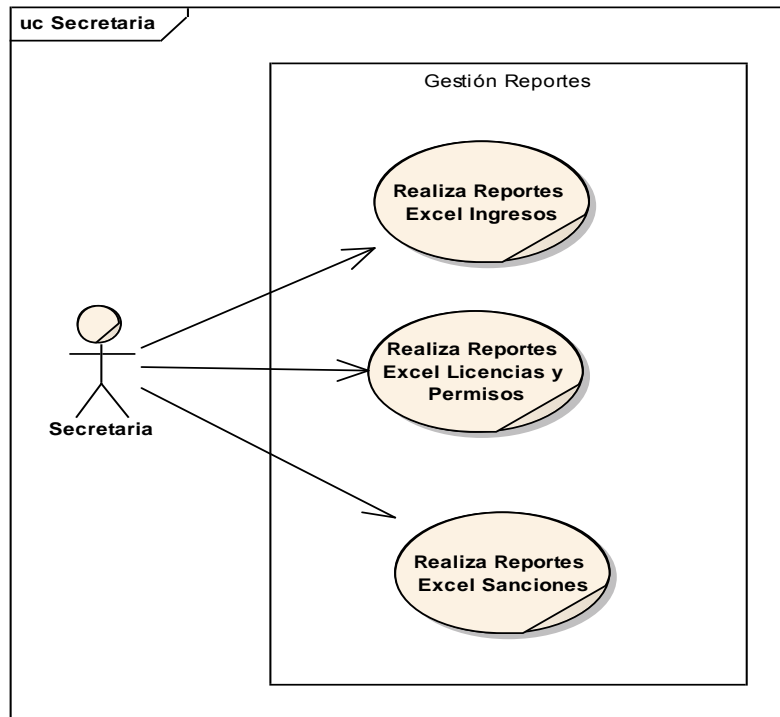 uc Secretaria
Gestión Reportes
Realiza Reportes
Excel Ingresos
Realiza Reportes
Excel Licencias y
Permisos
Secretaria
Realiza Reportes
Excel Sanciones